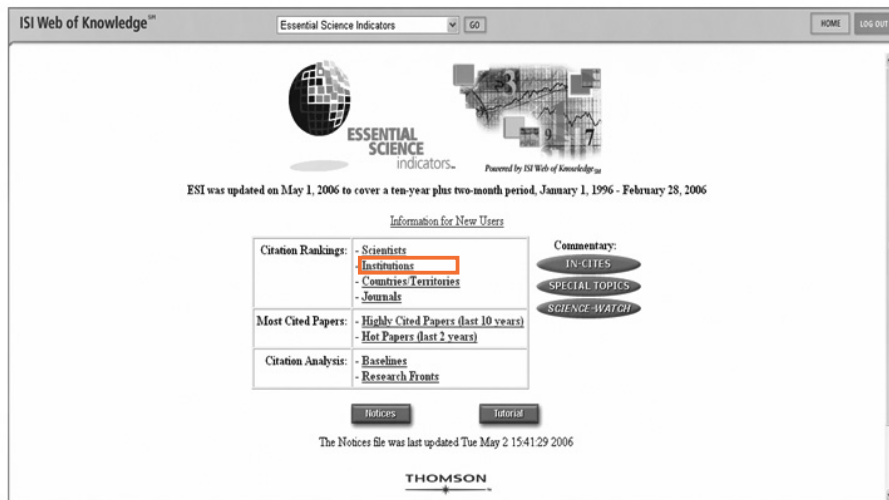 ISI Web of Knowledge℠
Essential Science Indicators GO HOME LOG OUT
ESSENTIAL
SCIENCE
indicators℠
9 7
Powered by ISI Web of Knowledge℠
ESI was updated on May 1, 2006 to cover a ten-year plus two-month period, January 1, 1996 - February 28, 2006
Information for New Users
Citation Rankings:
- Scientists
- Institutions
- Countries/Territories
- Journals
Most Cited Papers:
- Highly Cited Papers (last 10 years)
- Hot Papers (last 2 years)
Citation Analysis:
- Baselines
- Research Fronts
Commentary:
IN-CITES
SPECIAL TOPICS
SCIENCE-WATCH
Notices Tutorial
The Notices file was last updated Tue May 2 15:41:29 2006
THOMSON